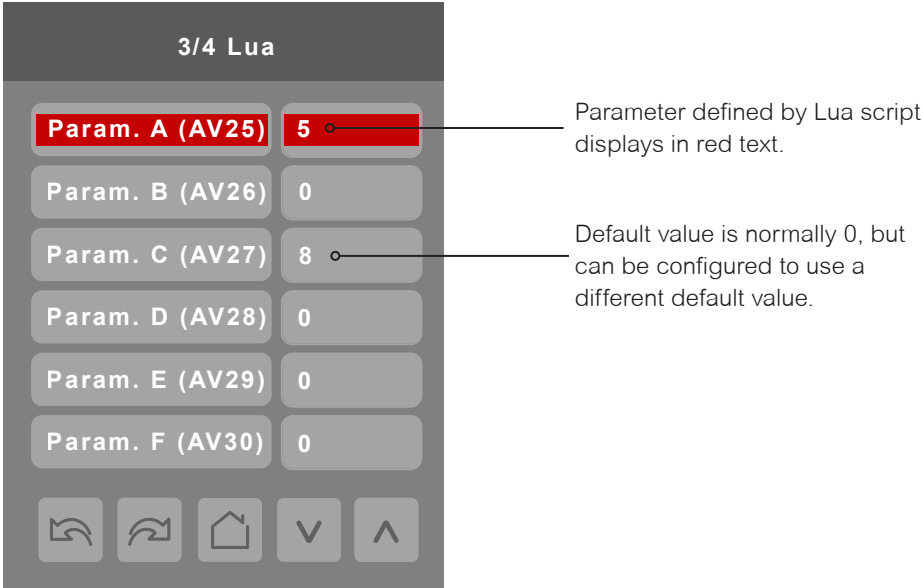 3/4 Lua
Param. A (AV25) 5
Parameter defined by Lua script
displays in red text.
Param. B (AV26) 0
Param. C (AV27) 8
Default value is normally 0, but
can be configured to use a
different default value.
Param. D (AV28) 0
Param. E (AV29) 0
Param. F (AV30) 0